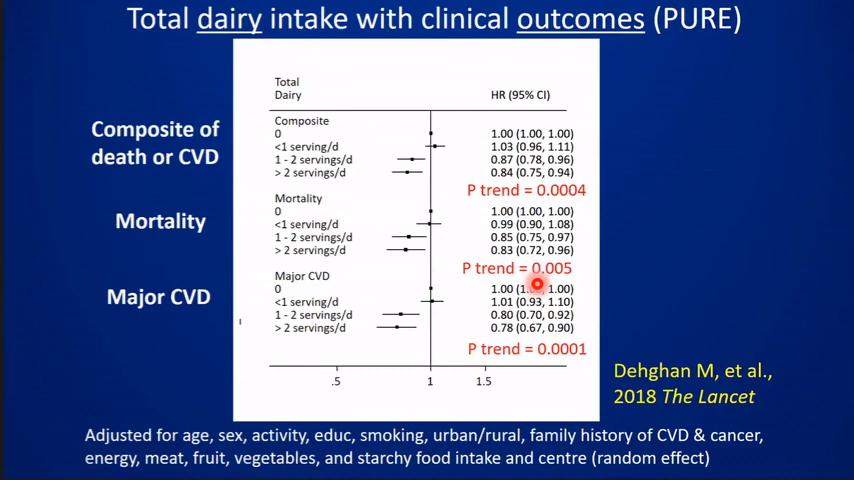 Total dairy intake with clinical outcomes (PURE)
Total
Dairy
HR (95% CI)
Composite of
death or CVD
Composite
0 1.00 (1.00, 1.00)
<1 serving/d 1.03 (0.96, 1.11)
1 - 2 servings/d 0.87 (0.78, 0.96)
> 2 servings/d 0.84 (0.75, 0.94)
P trend = 0.0004
Mortality
Mortality
0 1.00 (1.00, 1.00)
<1 serving/d 0.99 (0.90, 1.08)
1 - 2 servings/d 0.85 (0.75, 0.97)
> 2 servings/d 0.83 (0.72, 0.96)
P trend = 0.005
Major CVD
Major CVD
0 1.00 1.00)
<1 serving/d 1.01 (0.93, 1.10)
1 - 2 servings/d 0.80 (0.70, 0.92)
> 2 servings/d 0.78 (0.67, 0.90)
P trend = 0.0001
.5 1 1.5
Dehghan M, et al.,
2018 The Lancet
Adjusted for age, sex, activity, educ, smoking, urban/rural, family history of CVD & cancer,
energy, meat, fruit, vegetables, and starchy food intake and centre (random effect)